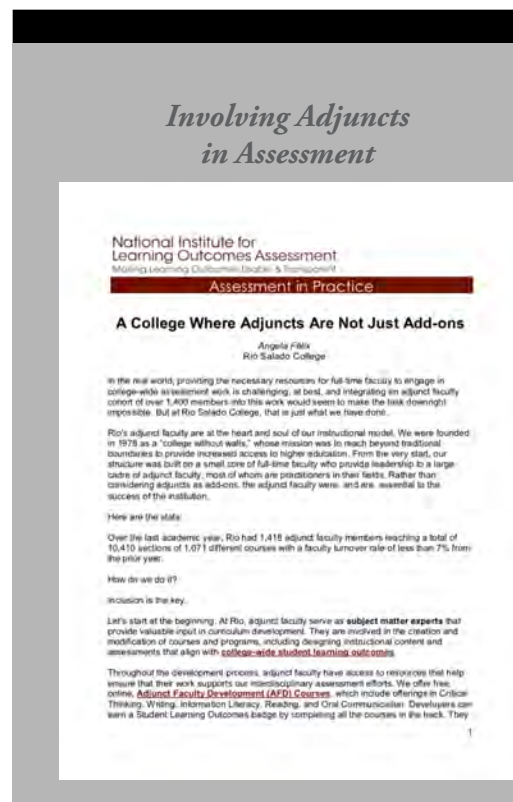 Involving Adjuncts
in Assessment
National Institute for
Learning Outcomes Assessment
Making Learning Outcomes Usable & Transparent
Assessment in Practice
A College Where Adjuncts Are Not Just Add-ons
Angela Felix
Rio Salado College
In the real world, providing the necessary resources for full-time faculty to engage in
college-wide assessment work is challenging, at best, and integrating an adjunct faculty
cohort of over 1,400 members into this work would seem to make the task downright
impossible. But at Rio Salado College, that is just what we have done.
Rio's adjunct faculty are at the heart and soul of our instructional model. We were founded
in 1978 as a "college without walls," whose mission was to reach beyond traditional
boundaries to provide increased access to higher education. From the very start, our
structure was built on a small core of full-time faculty who provide leadership to a large
cadre of adjunct faculty, most of whom are practitioners in their fields. Rather than
considering adjuncts as add-ons, the adjunct faculty were, and are, essential to the
success of the institution.
Here are the stats:
Over the last academic year, Rio had 1,418 adjunct faculty members teaching a total of
10,410 sections of 1,071 different courses with a faculty turnover rate of less than 7% from
the prior year.
How do we do it?
Inclusion is the key.
Let's start at the beginning. At Rio, adjunct faculty serve as subject matter experts that
provide valuable input in curriculum development. They are involved in the creation and
modification of courses and programs, including designing instructional content and
assessments that align with college-wide student learning outcomes.
Throughout the development process, adjunct faculty have access to resources that help
ensure that their work supports our interdisciplinary assessment efforts. We offer free,
online, Adjunct Faculty Development (AFD) Courses, which include offerings in Critical
Thinking, Writing, Information Literacy, Reading, and Oral Communication. Developers can
earn a Student Learning Outcomes badge by completing all the courses in the track. They
1